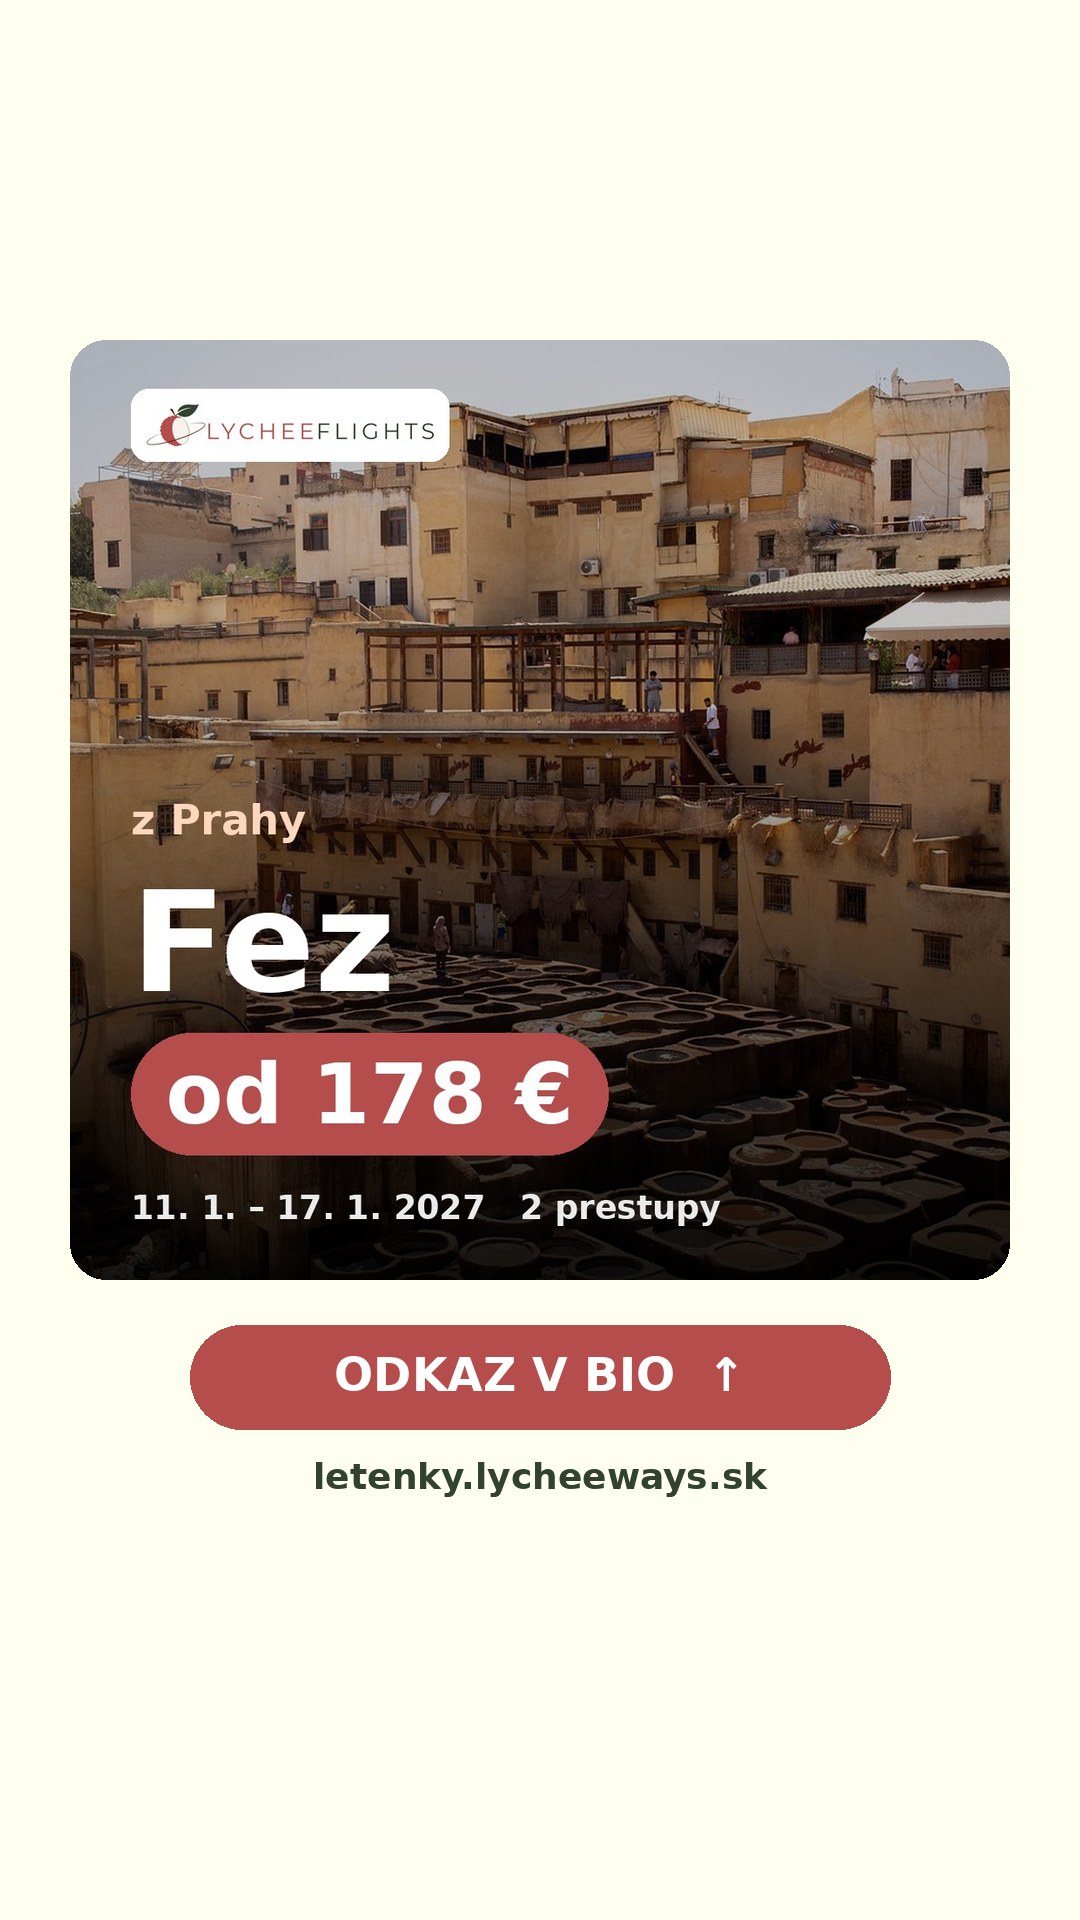 LYCHEEFLIGHTS
z Prahy
Fez
od 178 €
11. 1. – 17. 1. 2027 2 prestupy
ODKAZ V BIO ↑
letenky.lycheeways.sk